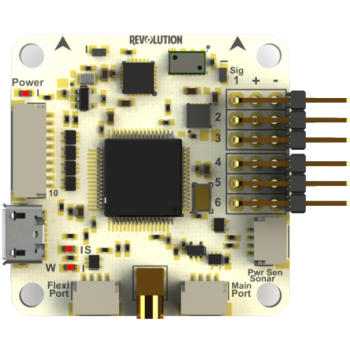 REVOLUTION
Sig
1 + -
Power
2
3
4
5
6
10
IS
W
Flexi
Port
Main
Port
Pwr Sen
Sonar